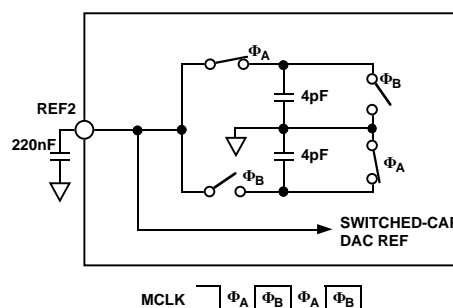 ΦA
ΦB
REF2
4pF
220nF
4pF
ΦA
ΦB
SWITCHED-CAP
DAC REF
MCLK ΦA ΦB ΦA ΦB